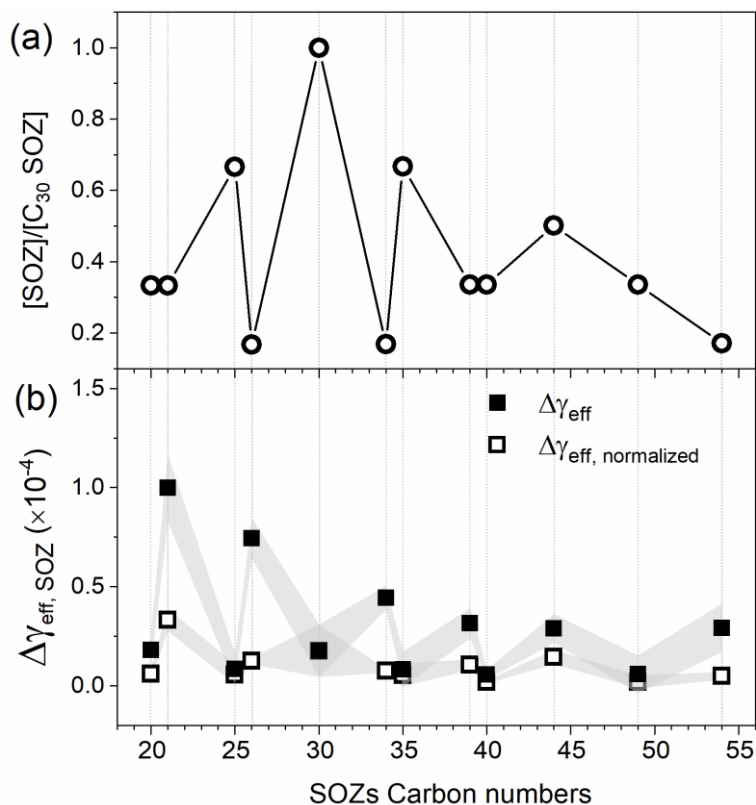 (a)
1.0
0.8
0.6
0.4
0.2
[SOZ]/[C₃₀ SOZ]
(b)
1.5
1.0
0.5
0.0
Δγeff, SOZ (×10⁻⁴)
Δγeff
Δγeff, normalized
20 25 30 35 40 45 50 55
SOZs Carbon numbers